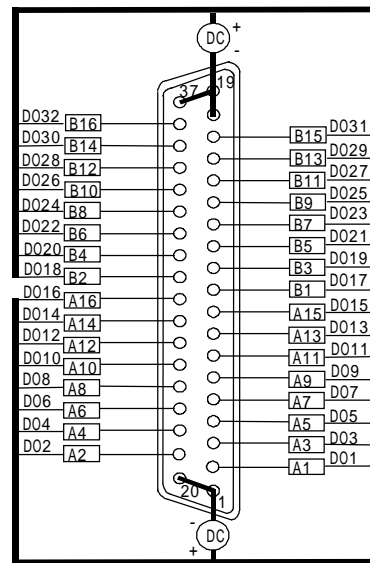 DC
+
-
37 19
D032 B16
B15 D031
D030 B14
B13 D029
D028 B12
B11 D027
D026 B10
B9 D025
D024 B8
B7 D023
D022 B6
B5 D021
D020 B4
B3 D019
D018 B2
B1 D017
D016 A16
A15 D015
D014 A14
A13 D013
D012 A12
A11 D011
D010 A10
A9 D09
D08 A8
A7 D07
D06 A6
A5 D05
D04 A4
A3 D03
D02 A2
A1 D01
20 1
-
DC
+